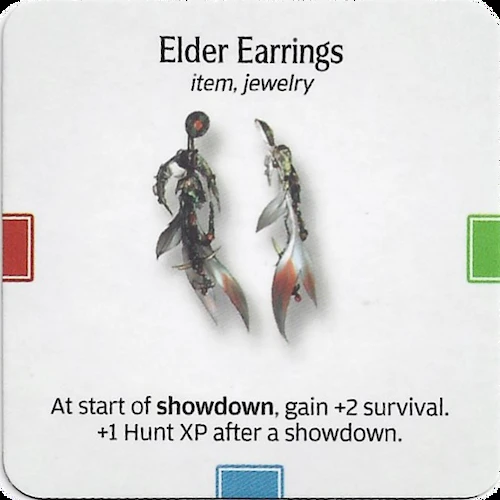 Elder Earrings
item, jewelry
At start of showdown, gain +2 survival.
+1 Hunt XP after a showdown.